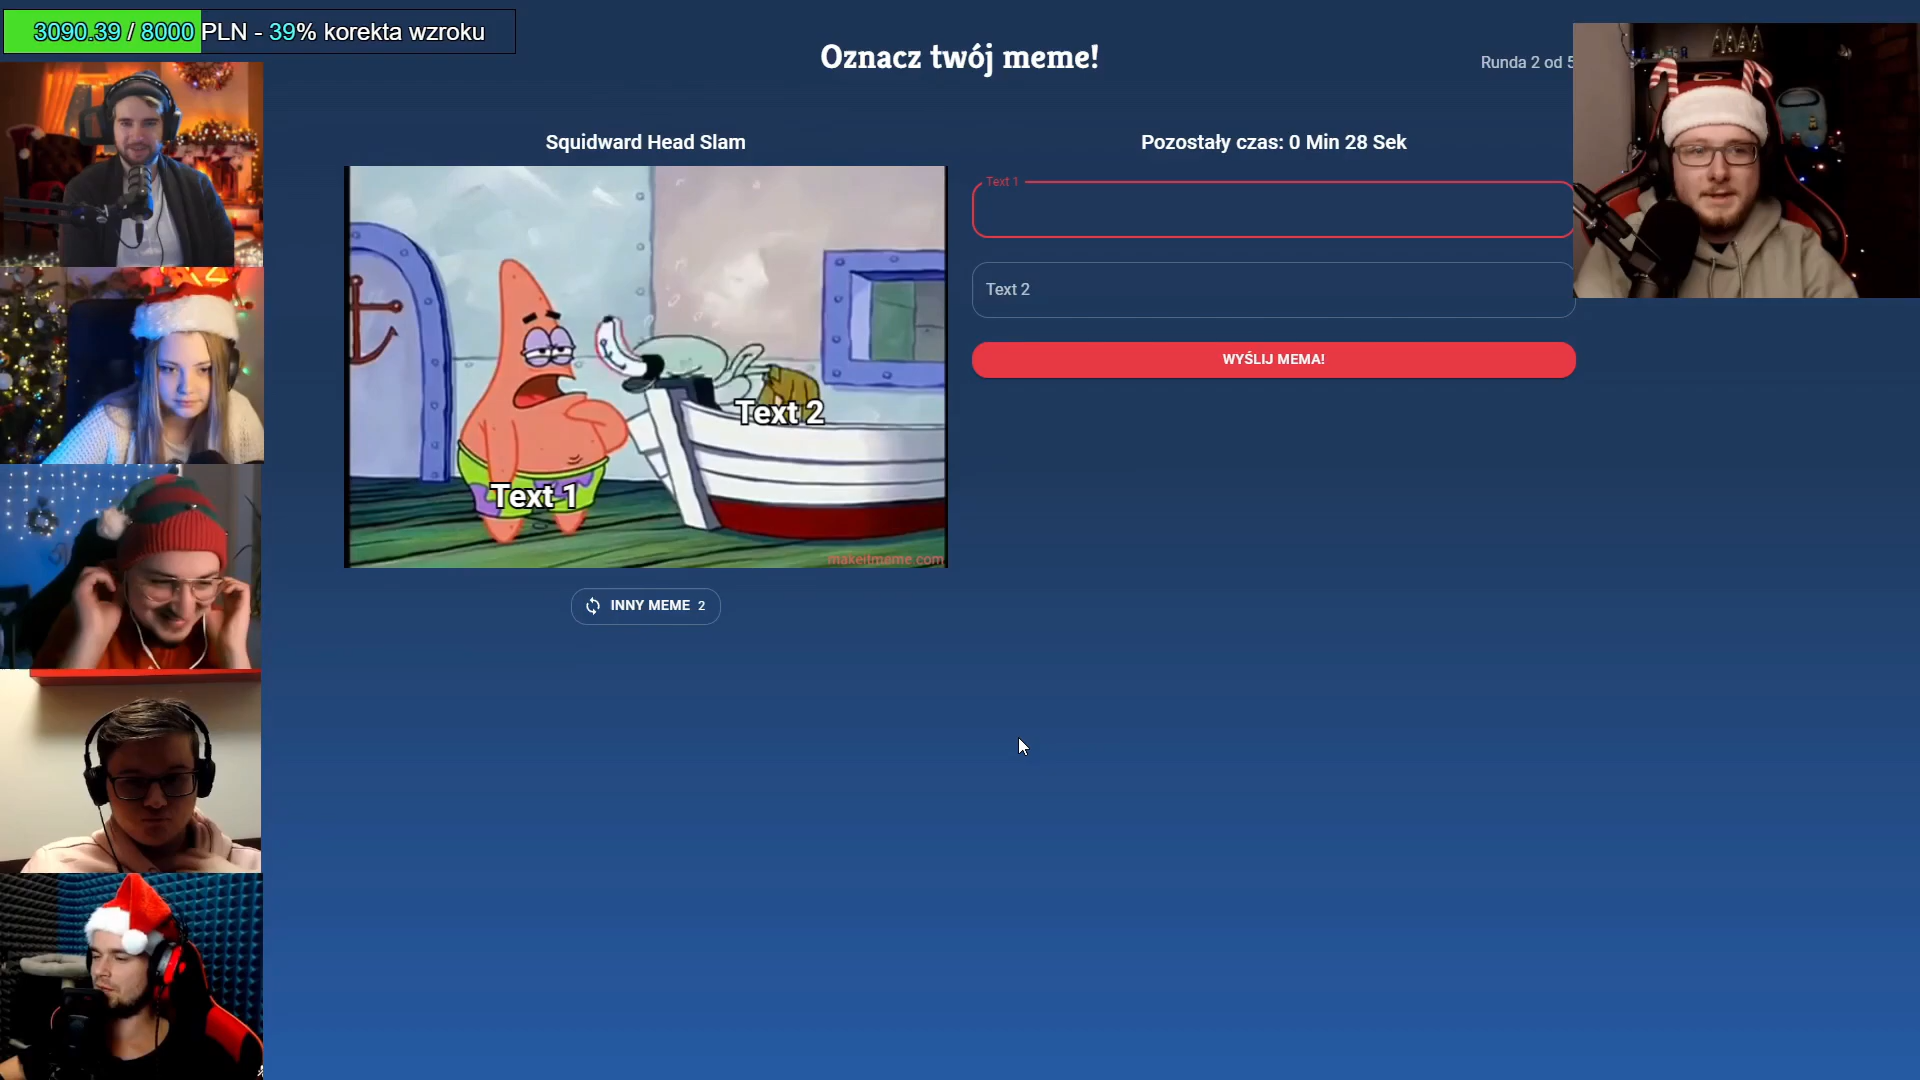 3090.39 / 8000 PLN - 39% korekta wzroku
Oznacz twój meme!
Runda 2 od 5
Squidward Head Slam
Pozostały czas: 0 Min 28 Sek
Text 1
Text 2
WYŚLIJ MEMA!
Text 2
Text 1
makeitmeme.com
INNY MEME 2